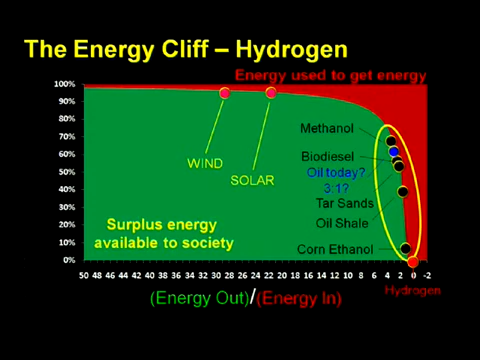 The Energy Cliff – Hydrogen
Energy used to get energy
100%
90%
80%
70%
60%
50%
40%
30%
20%
10%
0%
WIND
SOLAR
Methanol
Biodiesel
Oil today?
3:1?
Tar Sands
Oil Shale
Corn Ethanol
Surplus energy
available to society
50 48 46 44 42 40 38 36 34 32 30 28 26 24 22 20 18 16 14 12 10 8 6 4 2 0 -2
Hydrogen
(Energy Out)/(Energy In)